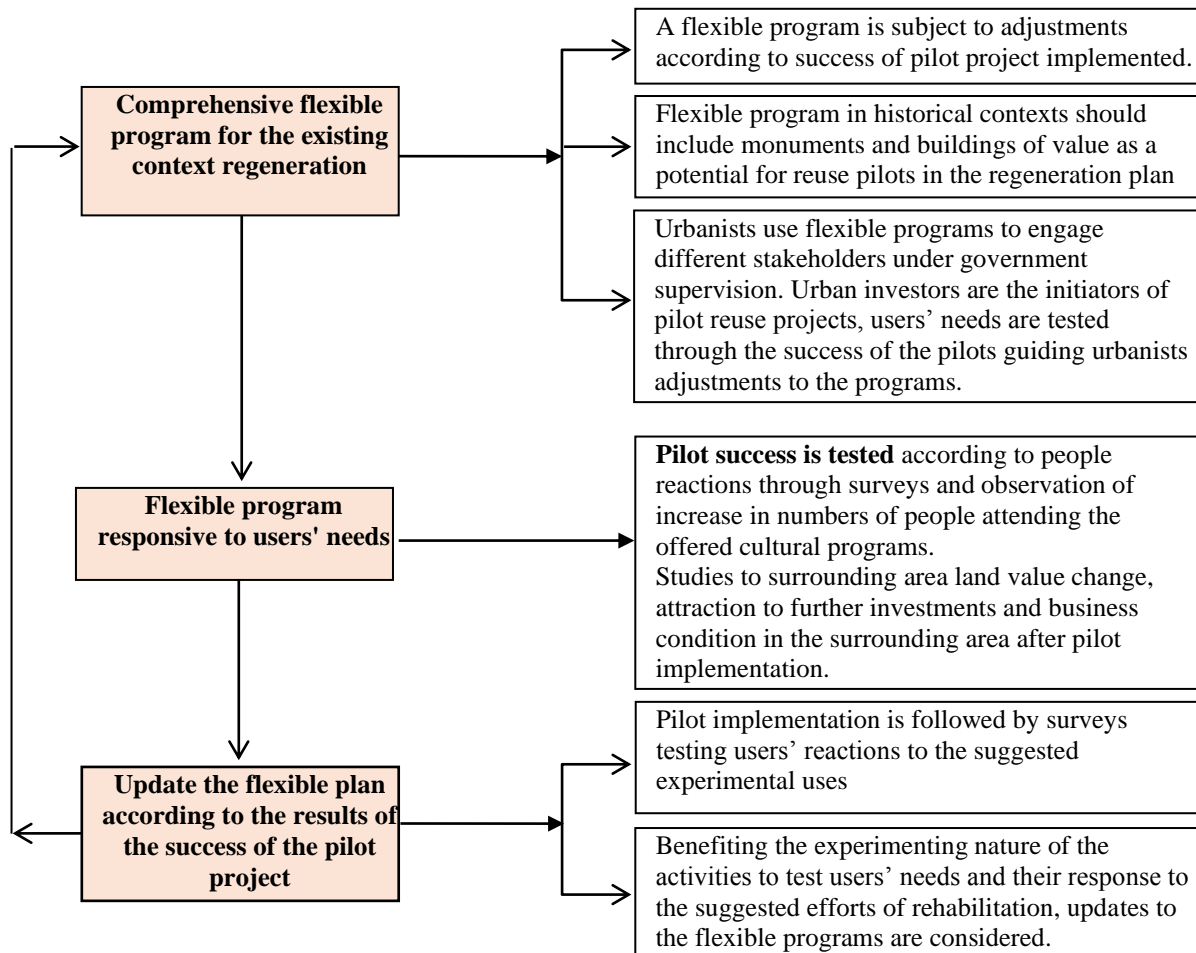 A flexible program is subject to adjustments
according to success of pilot project implemented.
Comprehensive flexible
program for the existing
context regeneration
Flexible program in historical contexts should
include monuments and buildings of value as a
potential for reuse pilots in the regeneration plan
Urbanists use flexible programs to engage
different stakeholders under government
supervision. Urban investors are the initiators of
pilot reuse projects, users’ needs are tested
through the success of the pilots guiding urbanists
adjustments to the programs.
Flexible program
responsive to users' needs
Pilot success is tested according to people
reactions through surveys and observation of
increase in numbers of people attending the
offered cultural programs.
Studies to surrounding area land value change,
attraction to further investments and business
condition in the surrounding area after pilot
implementation.
Update the flexible plan
according to the results of
the success of the pilot
project
Pilot implementation is followed by surveys
testing users’ reactions to the suggested
experimental uses
Benefiting the experimenting nature of the
activities to test users’ needs and their response to
the suggested efforts of rehabilitation, updates to
the flexible programs are considered.